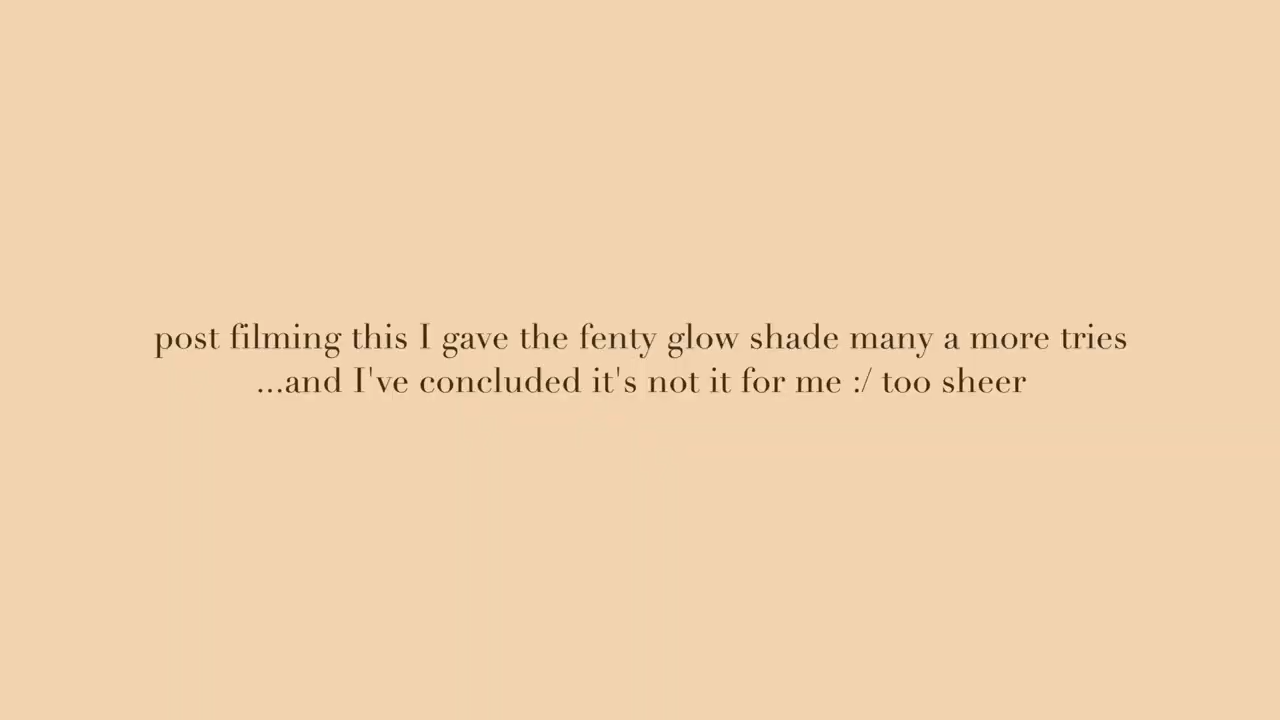 post filming this I gave the fenty glow shade many a more tries
...and I've concluded it's not it for me :/ too sheer